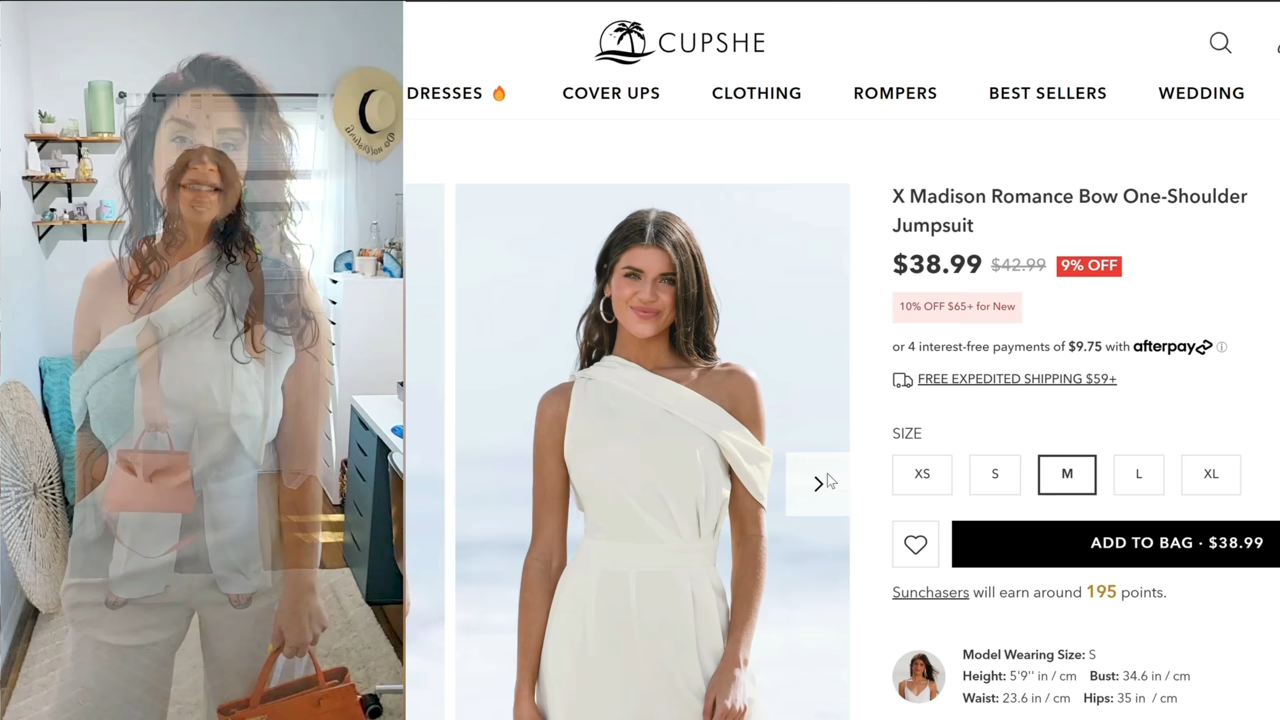 CUPSHE
DRESSES 🔥 COVER UPS CLOTHING ROMPERS BEST SELLERS WEDDING
X Madison Romance Bow One-Shoulder
Jumpsuit
$38.99 $42.99 9% OFF
10% OFF $65+ for New
or 4 interest-free payments of $9.75 with afterpay
FREE EXPEDITED SHIPPING $59+
SIZE
XS S M L XL
ADD TO BAG · $38.99
Sunchasers will earn around 195 points.
Model Wearing Size: S
Height: 5'9'' in / cm Bust: 34.6 in / cm
Waist: 23.6 in / cm Hips: 35 in / cm